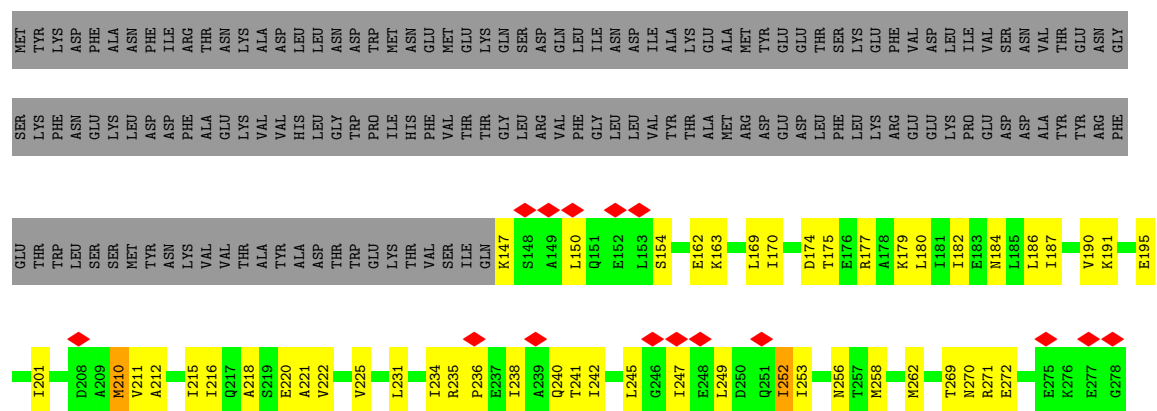 MET TYR LYS ASP PHE ALA ASN PHE ILE ARG THR ASN LYS ALA ASP LEU LEU ASN ASP TRP MET ASN GLU MET GLU LYS GLN SER ASP GLN LEU ILE ASN ASP ILE ALA LYS GLU ALA MET TYR GLU GLU THR SER LYS GLU PHE VAL ASP LEU ILE VAL SER ASN VAL THR GLU ASN GLY
SER LYS PHE ASN GLU LYS LEU ASP ASP PHE ALA GLU LYS VAL VAL HIS LEU GLY TRP PRO ILE HIS PHE VAL THR THR GLY LEU ARG VAL PHE GLY LEU LEU VAL TYR THR ALA MET ARG ASP GLU ASP LEU PHE LEU LYS ARG GLU GLU LYS PRO GLU ASP ASP ALA TYR TYR ARG PHE
GLU THR TRP LEU SER SER MET TYR ASN LYS VAL VAL THR ALA TYR ALA ASP THR TRP GLU LYS THR VAL SER ILE GLN K147 S148 A149 L150 Q151 E152 L153 S154 E162 K163 L169 I170 D174 T175 E176 R177 A178 K179 L180 I181 I182 E183 N184 L185 L186 I187 V190 K191 E195
I201 D208 A209 M210 V211 A212 I215 I216 Q217 A218 S219 E220 A221 V222 V225 L231 I234 R235 P236 E237 I238 A239 Q240 T241 I242 L245 G246 I247 E248 L249 D250 Q251 I252 I253 N256 T257 M258 M262 T269 N270 R271 E272 E275 K276 E277 G278